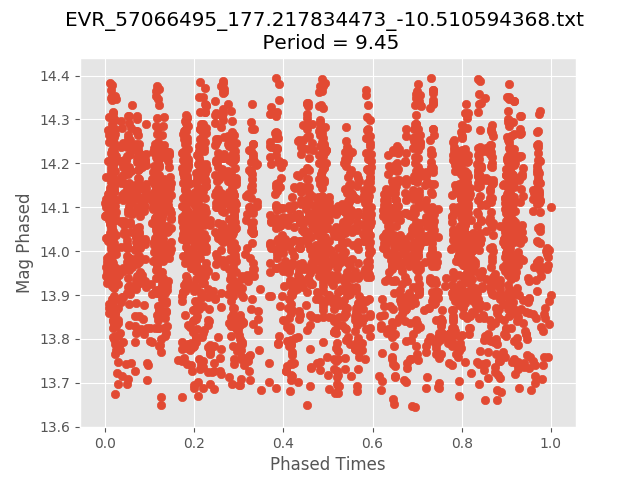 EVR_57066495_177.217834473_-10.510594368.txt
Period = 9.45
14.4
14.3
14.2
14.1
14.0
13.9
13.8
13.7
13.6
Mag Phased
0.0 0.2 0.4 0.6 0.8 1.0
Phased Times